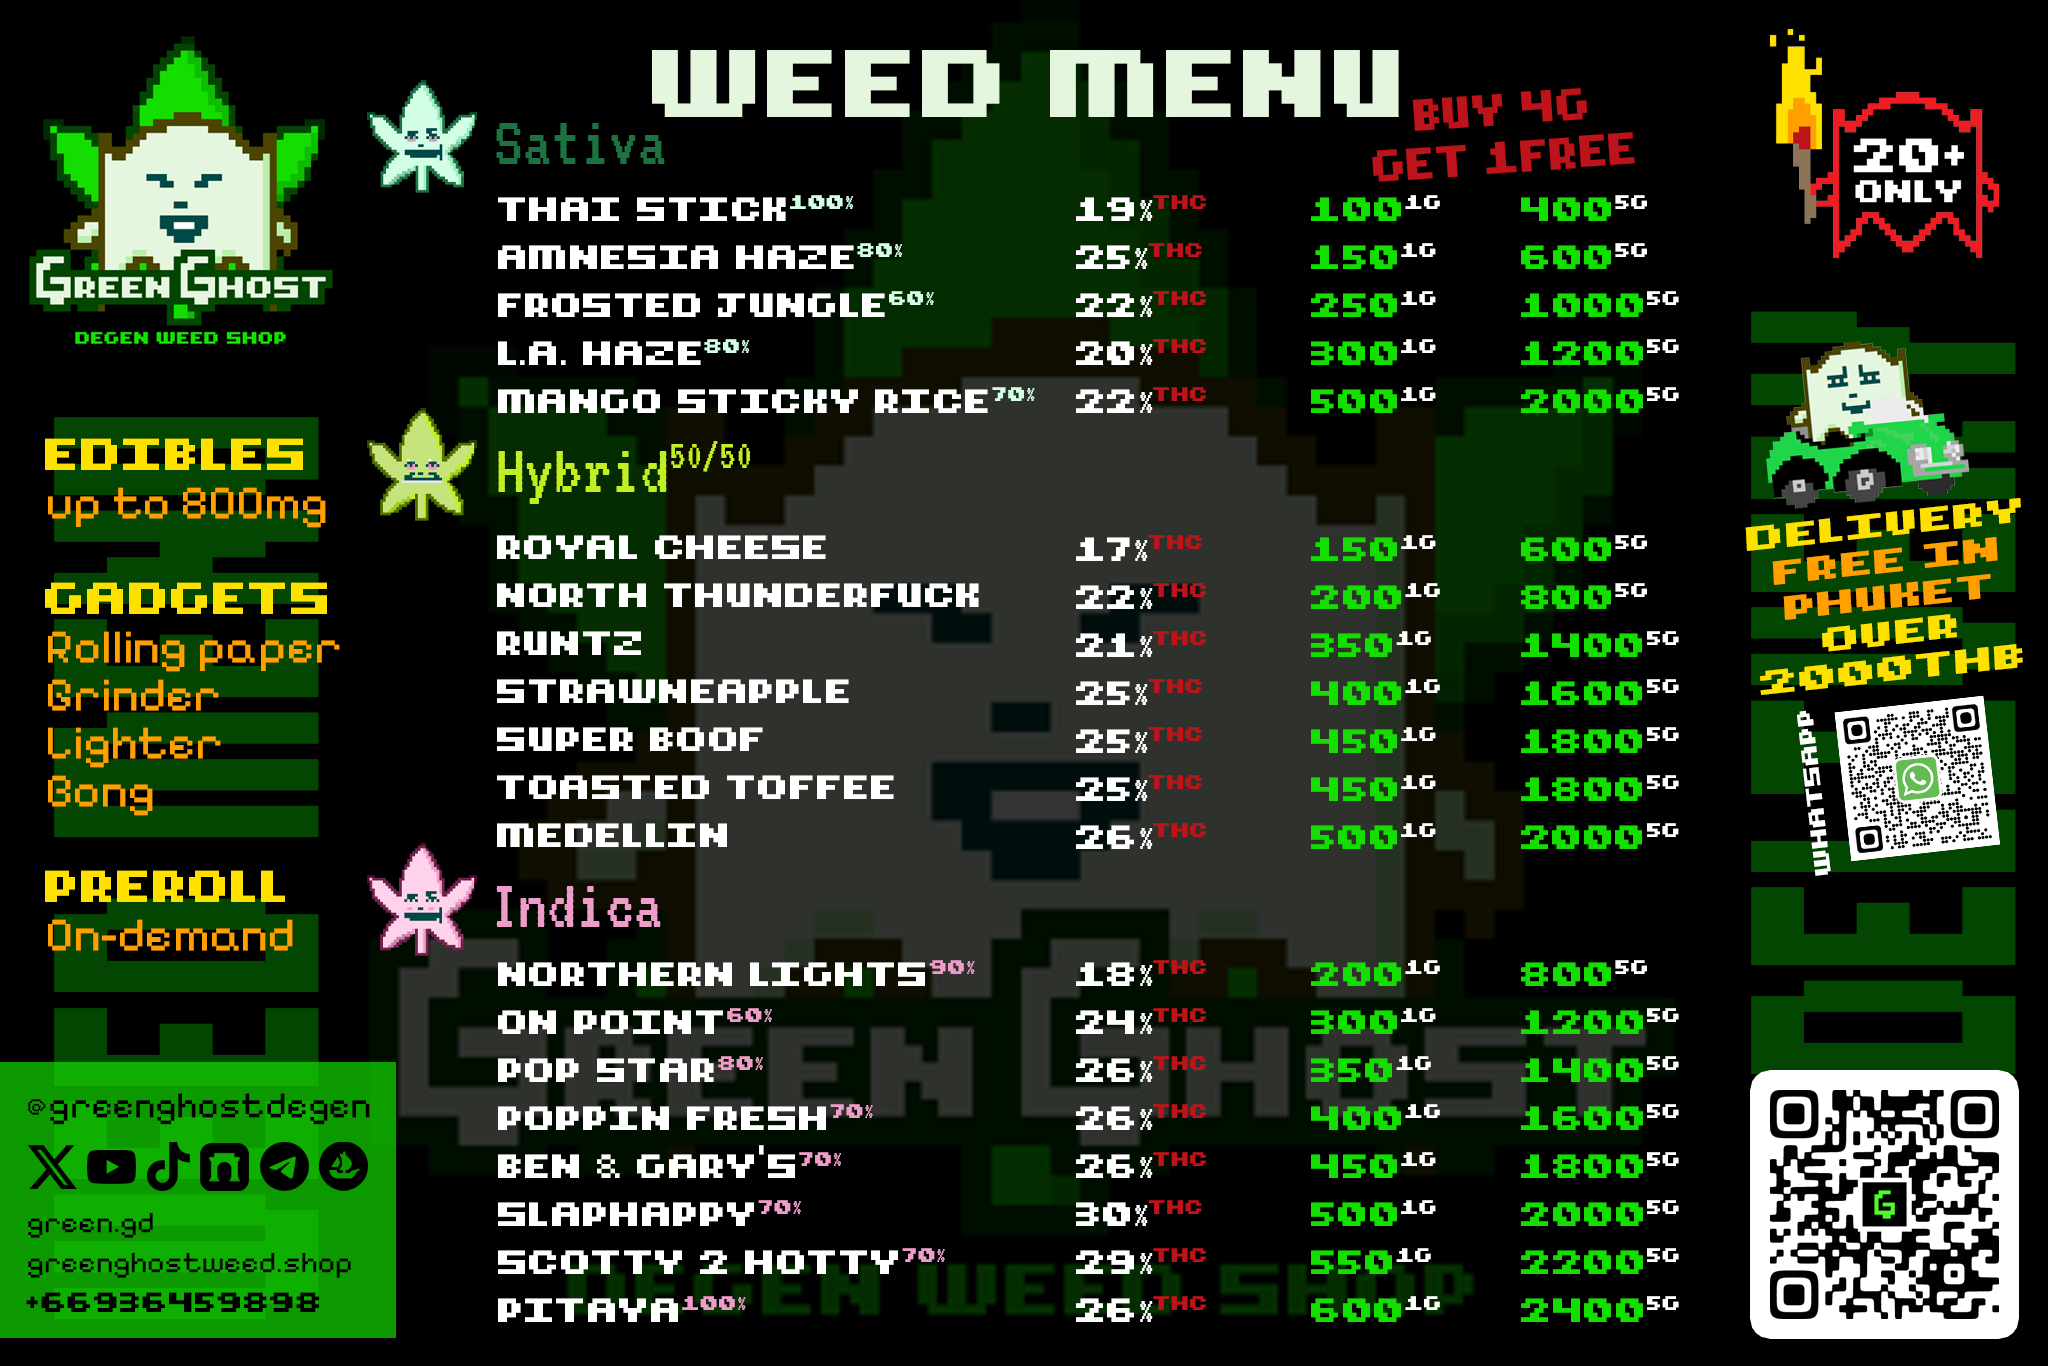 WEED MENU
BUY 4G
GET 1FREE
20+
ONLY
GREEN GHOST
DEGEN WEED SHOP
Sativa
THAI STICK100% 19%THC 1001G 4005G
AMNESIA HAZE80% 25%THC 1501G 6005G
FROSTED JUNGLE60% 22%THC 2501G 10005G
L.A. HAZE80% 20%THC 3001G 12005G
MANGO STICKY RICE70% 22%THC 5001G 20005G
Hybrid50/50
ROYAL CHEESE 17%THC 1501G 6005G
NORTH THUNDERFUCK 22%THC 2001G 8005G
RUNTZ 21%THC 3501G 14005G
STRAWNEAPPLE 25%THC 4001G 16005G
SUPER BOOF 25%THC 4501G 18005G
TOASTED TOFFEE 25%THC 4501G 18005G
MEDELLIN 26%THC 5001G 20005G
Indica
NORTHERN LIGHTS90% 18%THC 2001G 8005G
ON POINT60% 24%THC 3001G 12005G
POP STAR80% 26%THC 3501G 14005G
POPPIN FRESH70% 26%THC 4001G 16005G
BEN & GARY'S70% 26%THC 4501G 18005G
SLAPHAPPY70% 30%THC 5001G 20005G
SCOTTY 2 HOTTY70% 29%THC 5501G 22005G
PITAYA100% 26%THC 6001G 24005G
GREEN GHOST
DEGEN WEED SHOP
EDIBLES
up to 800mg
GADGETS
Rolling paper
Grinder
Lighter
Bong
PREROLL
On-demand
@greenghostdegen
green.gd
greenghostweed.shop
+66936459898
DELIVERY
FREE IN
PHUKET
OVER
2000THB
WHATSAPP
G